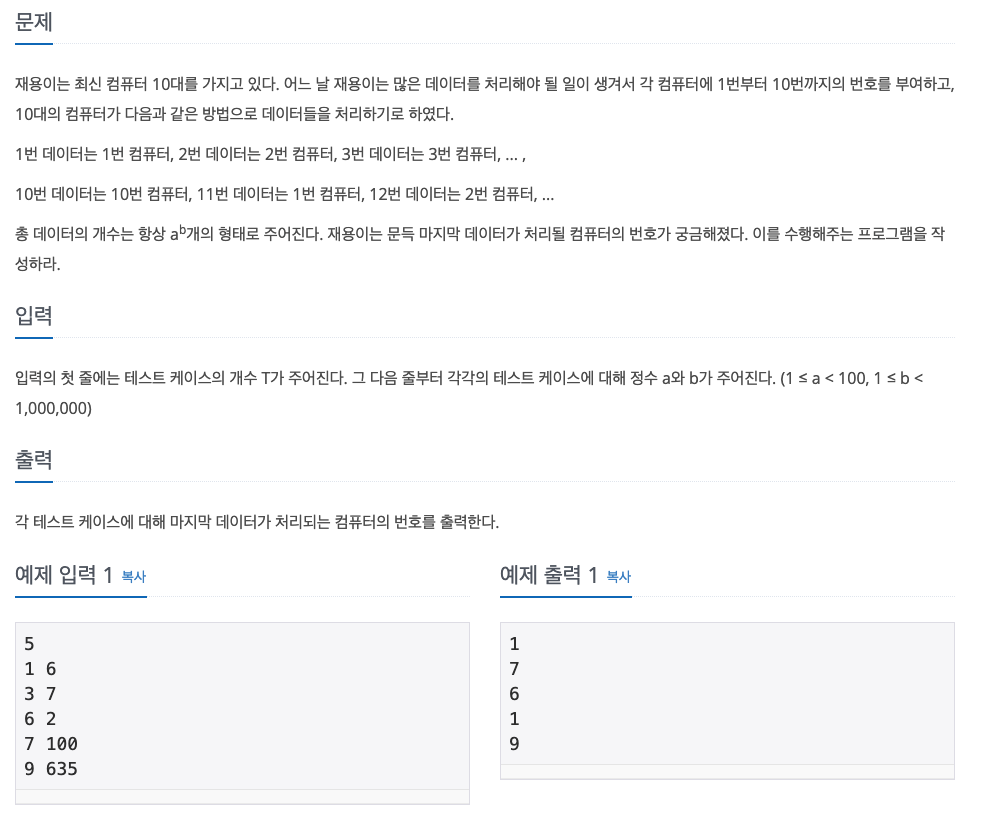 문제
재용이는 최신 컴퓨터 10대를 가지고 있다. 어느 날 재용이는 많은 데이터를 처리해야 될 일이 생겨서 각 컴퓨터에 1번부터 10번까지의 번호를 부여하고,
10대의 컴퓨터가 다음과 같은 방법으로 데이터들을 처리하기로 하였다.
1번 데이터는 1번 컴퓨터, 2번 데이터는 2번 컴퓨터, 3번 데이터는 3번 컴퓨터, ... ,
10번 데이터는 10번 컴퓨터, 11번 데이터는 1번 컴퓨터, 12번 데이터는 2번 컴퓨터, ...
총 데이터의 개수는 항상 aᵇ개의 형태로 주어진다. 재용이는 문득 마지막 데이터가 처리될 컴퓨터의 번호가 궁금해졌다. 이를 수행해주는 프로그램을 작
성하라.
입력
입력의 첫 줄에는 테스트 케이스의 개수 T가 주어진다. 그 다음 줄부터 각각의 테스트 케이스에 대해 정수 a와 b가 주어진다. (1 ≤ a < 100, 1 ≤ b <
1,000,000)
출력
각 테스트 케이스에 대해 마지막 데이터가 처리되는 컴퓨터의 번호를 출력한다.
예제 입력 1 복사
5
1 6
3 7
6 2
7 100
9 635
예제 출력 1 복사
1
7
6
1
9